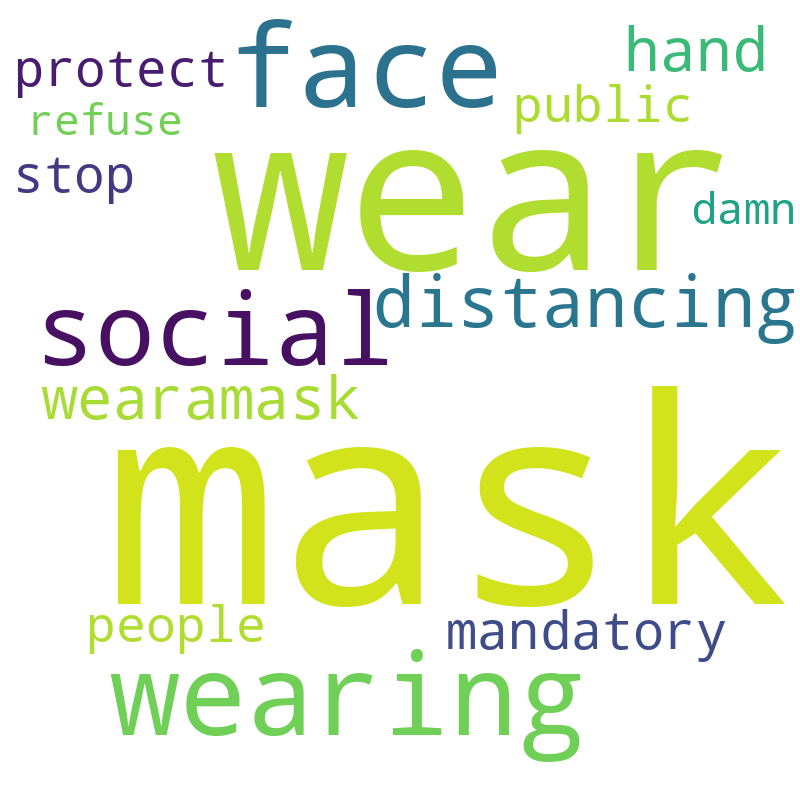 protect face hand
refuse public
wear
stop
damn
social distancing
wearamask
mask
people mandatory
wearing